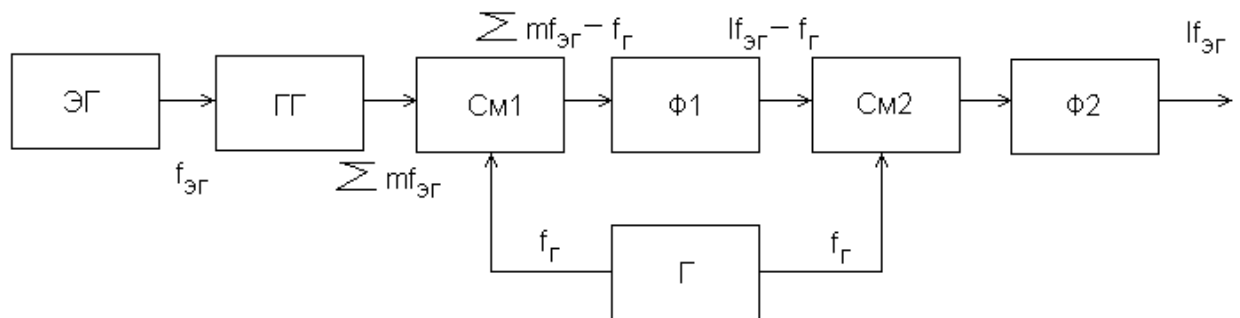 ∑ mfэг – fг
lfэг – fг
lfэг
ЭГ
ГГ
См1
Ф1
См2
Ф2
fэг
∑ mfэг
fг
Г
fг